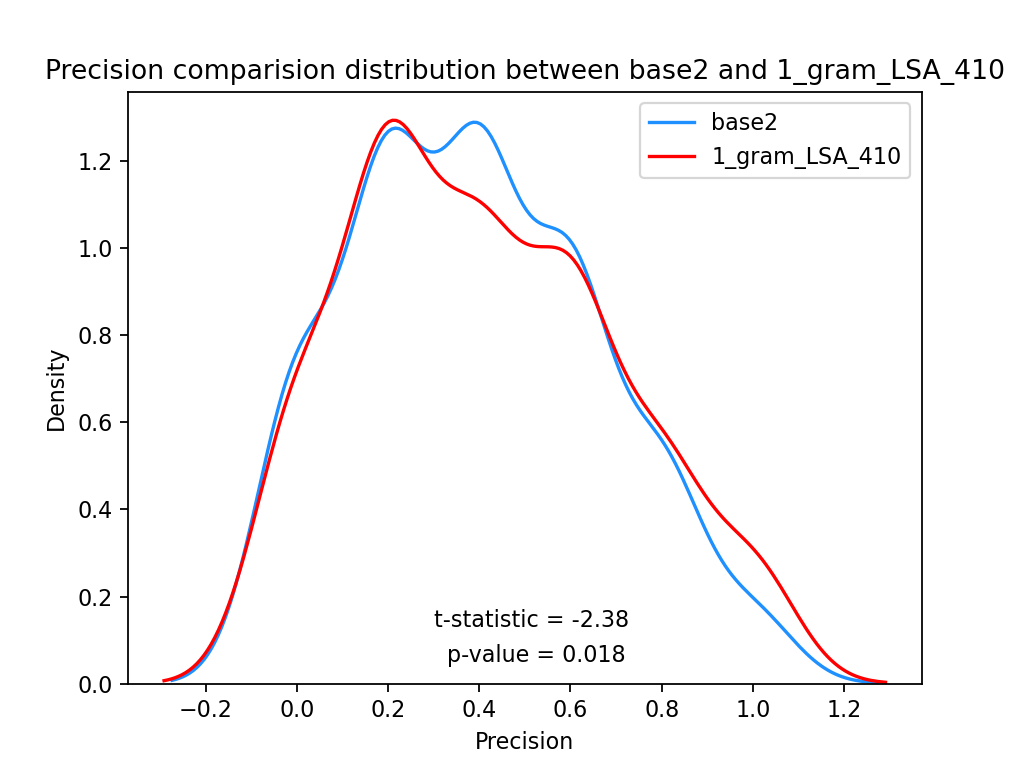 Precision comparision distribution between base2 and 1_gram_LSA_410
base2
1_gram_LSA_410
Density
1.2
1.0
0.8
0.6
0.4
0.2
0.0
t-statistic = -2.38
p-value = 0.018
−0.2 0.0 0.2 0.4 0.6 0.8 1.0 1.2
Precision